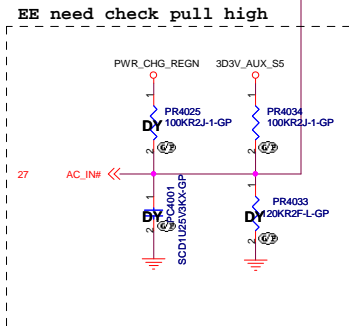 EE need check pull high
PWR_CHG_REGN
3D3V_AUX_S5
1
1
PR4025
PR4034
DY
100KR2J-1-GP
100KR2J-1-GP
2
G/P
2
G/P
27
AC_IN#
1
PC4001
SCD1U25V3KX-GP
DY
2
G/P
1
PR4033
DY
120KR2F-L-GP
2
G/P